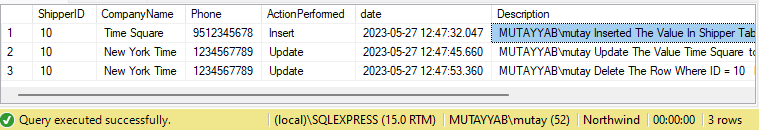 ShipperID CompanyName Phone ActionPerformed date Description
1 10 Time Square 9512345678 Insert 2023-05-27 12:47:32.047 MUTAYYAB\mutay Inserted The Value In Shipper Tab
2 10 New York Time 1234567789 Update 2023-05-27 12:47:45.660 MUTAYYAB\mutay Update The Value Time Square to
3 10 New York Time 1234567789 Update 2023-05-27 12:47:53.360 MUTAYYAB\mutay Delete The Row Where ID = 10
Query executed successfully. (local)\SQLEXPRESS (15.0 RTM) MUTAYYAB\mutay (52) Northwind 00:00:00 3 rows